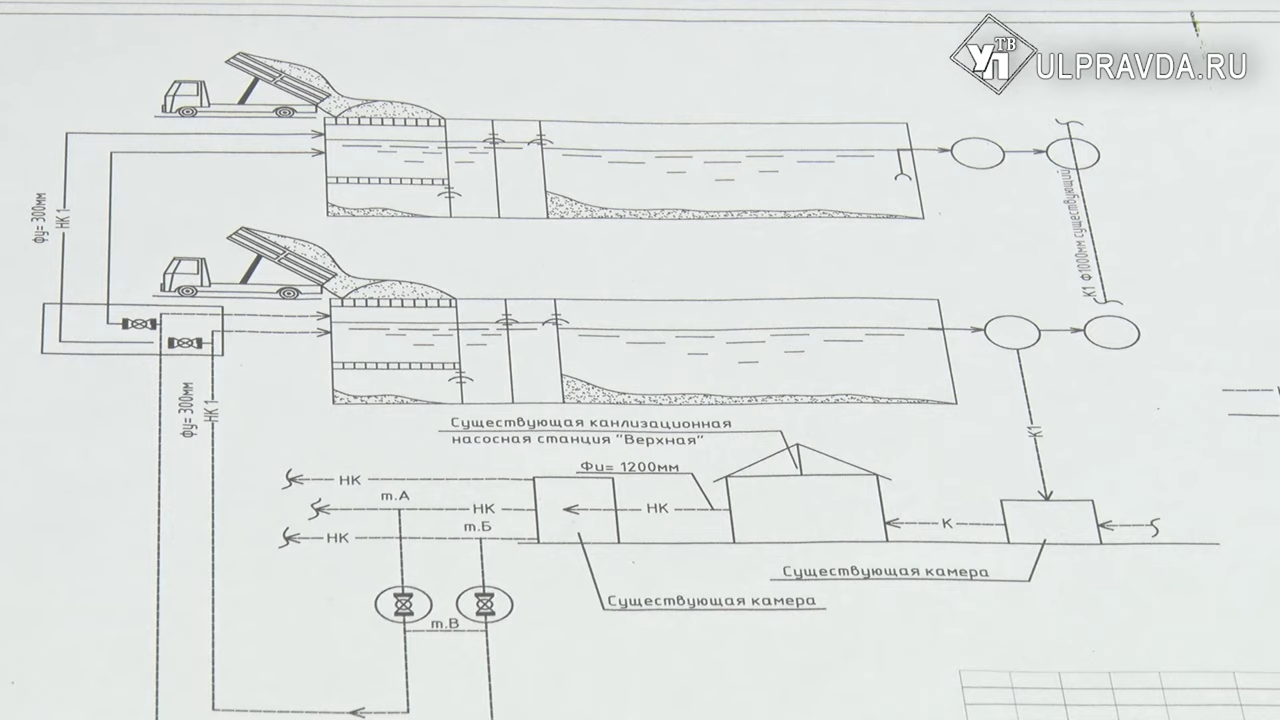 УП ТВ
ULPRAVDA.RU
фу= 300мм
НК 1
К1 Ф1000мм существующий
фу= 300мм
НК 1
Существующая канлизационная
насосная станция "Верхная"
К1
Фи= 1200мм
НК
т.А
НК
НК
т.Б
К
НК
Существующая камера
Существующая камера
т.В